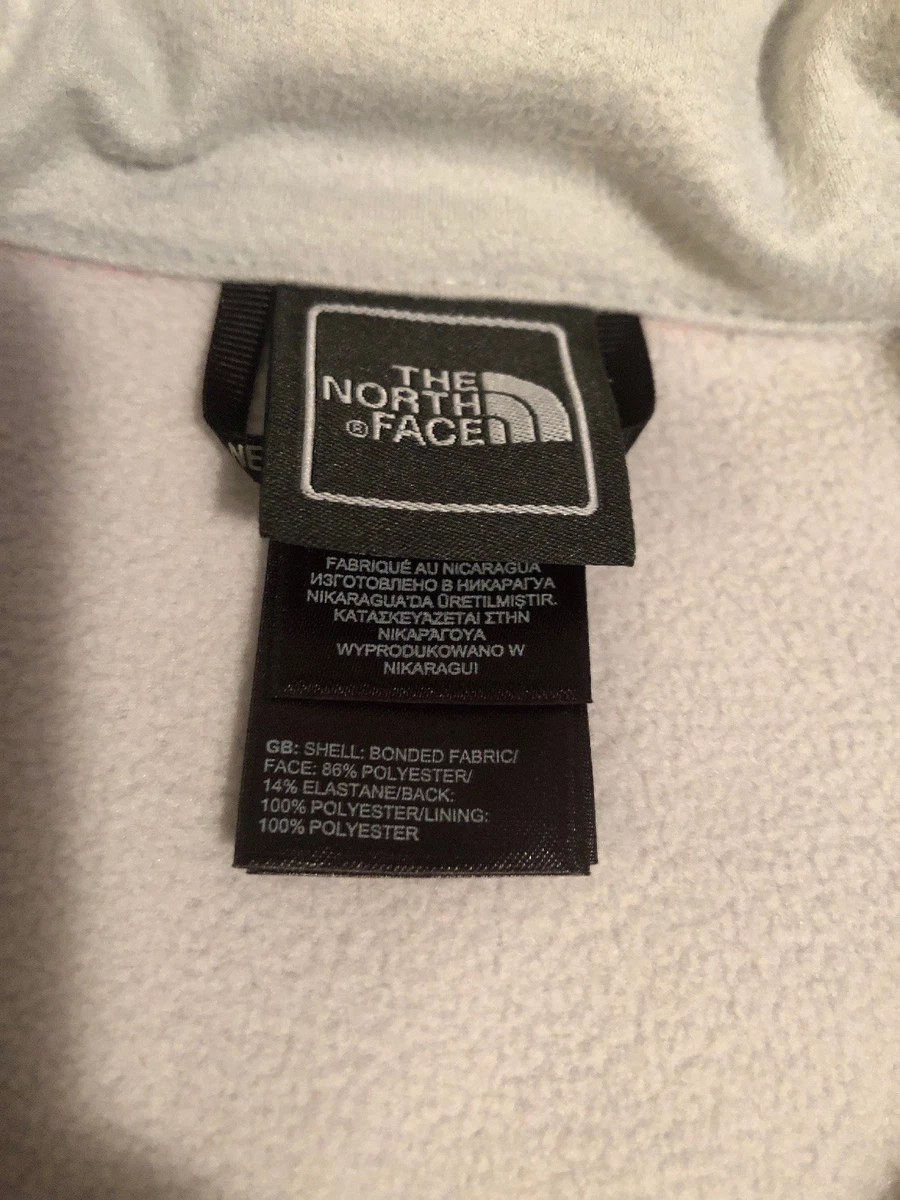 THE
NORTH
® FACE
NE
FABRIQUÉ AU NICARAGUA
ИЗГОТОВЛЕНО В НИКАРАГУА
NIKARAGUA'DA ÜRETILMIŞTIR.
ΚΑΤΑΣΚΕΥΑΖΕΤΑΙ ΣΤΗΝ
ΝΙΚΑΡΑΓΟΥΑ
WYPRODUKOWANO W
NIKARAGUI
GB: SHELL: BONDED FABRIC/
FACE: 86% POLYESTER/
14% ELASTANE/BACK:
100% POLYESTER/LINING:
100% POLYESTER